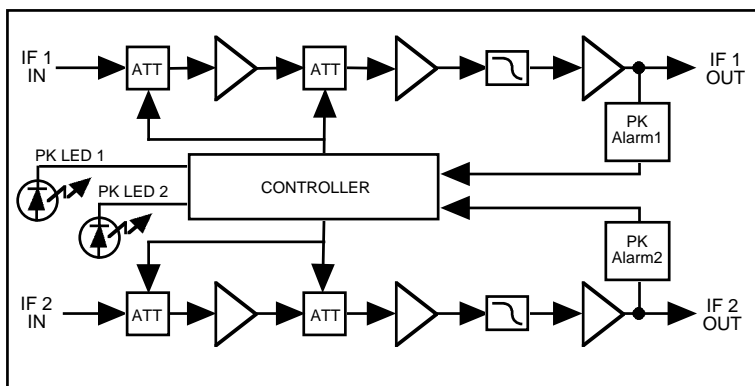 IF 1
IN
ATT
ATT
IF 1
OUT
PK
Alarm1
PK LED 1
PK LED 2
CONTROLLER
PK
Alarm2
IF 2
IN
ATT
ATT
IF 2
OUT